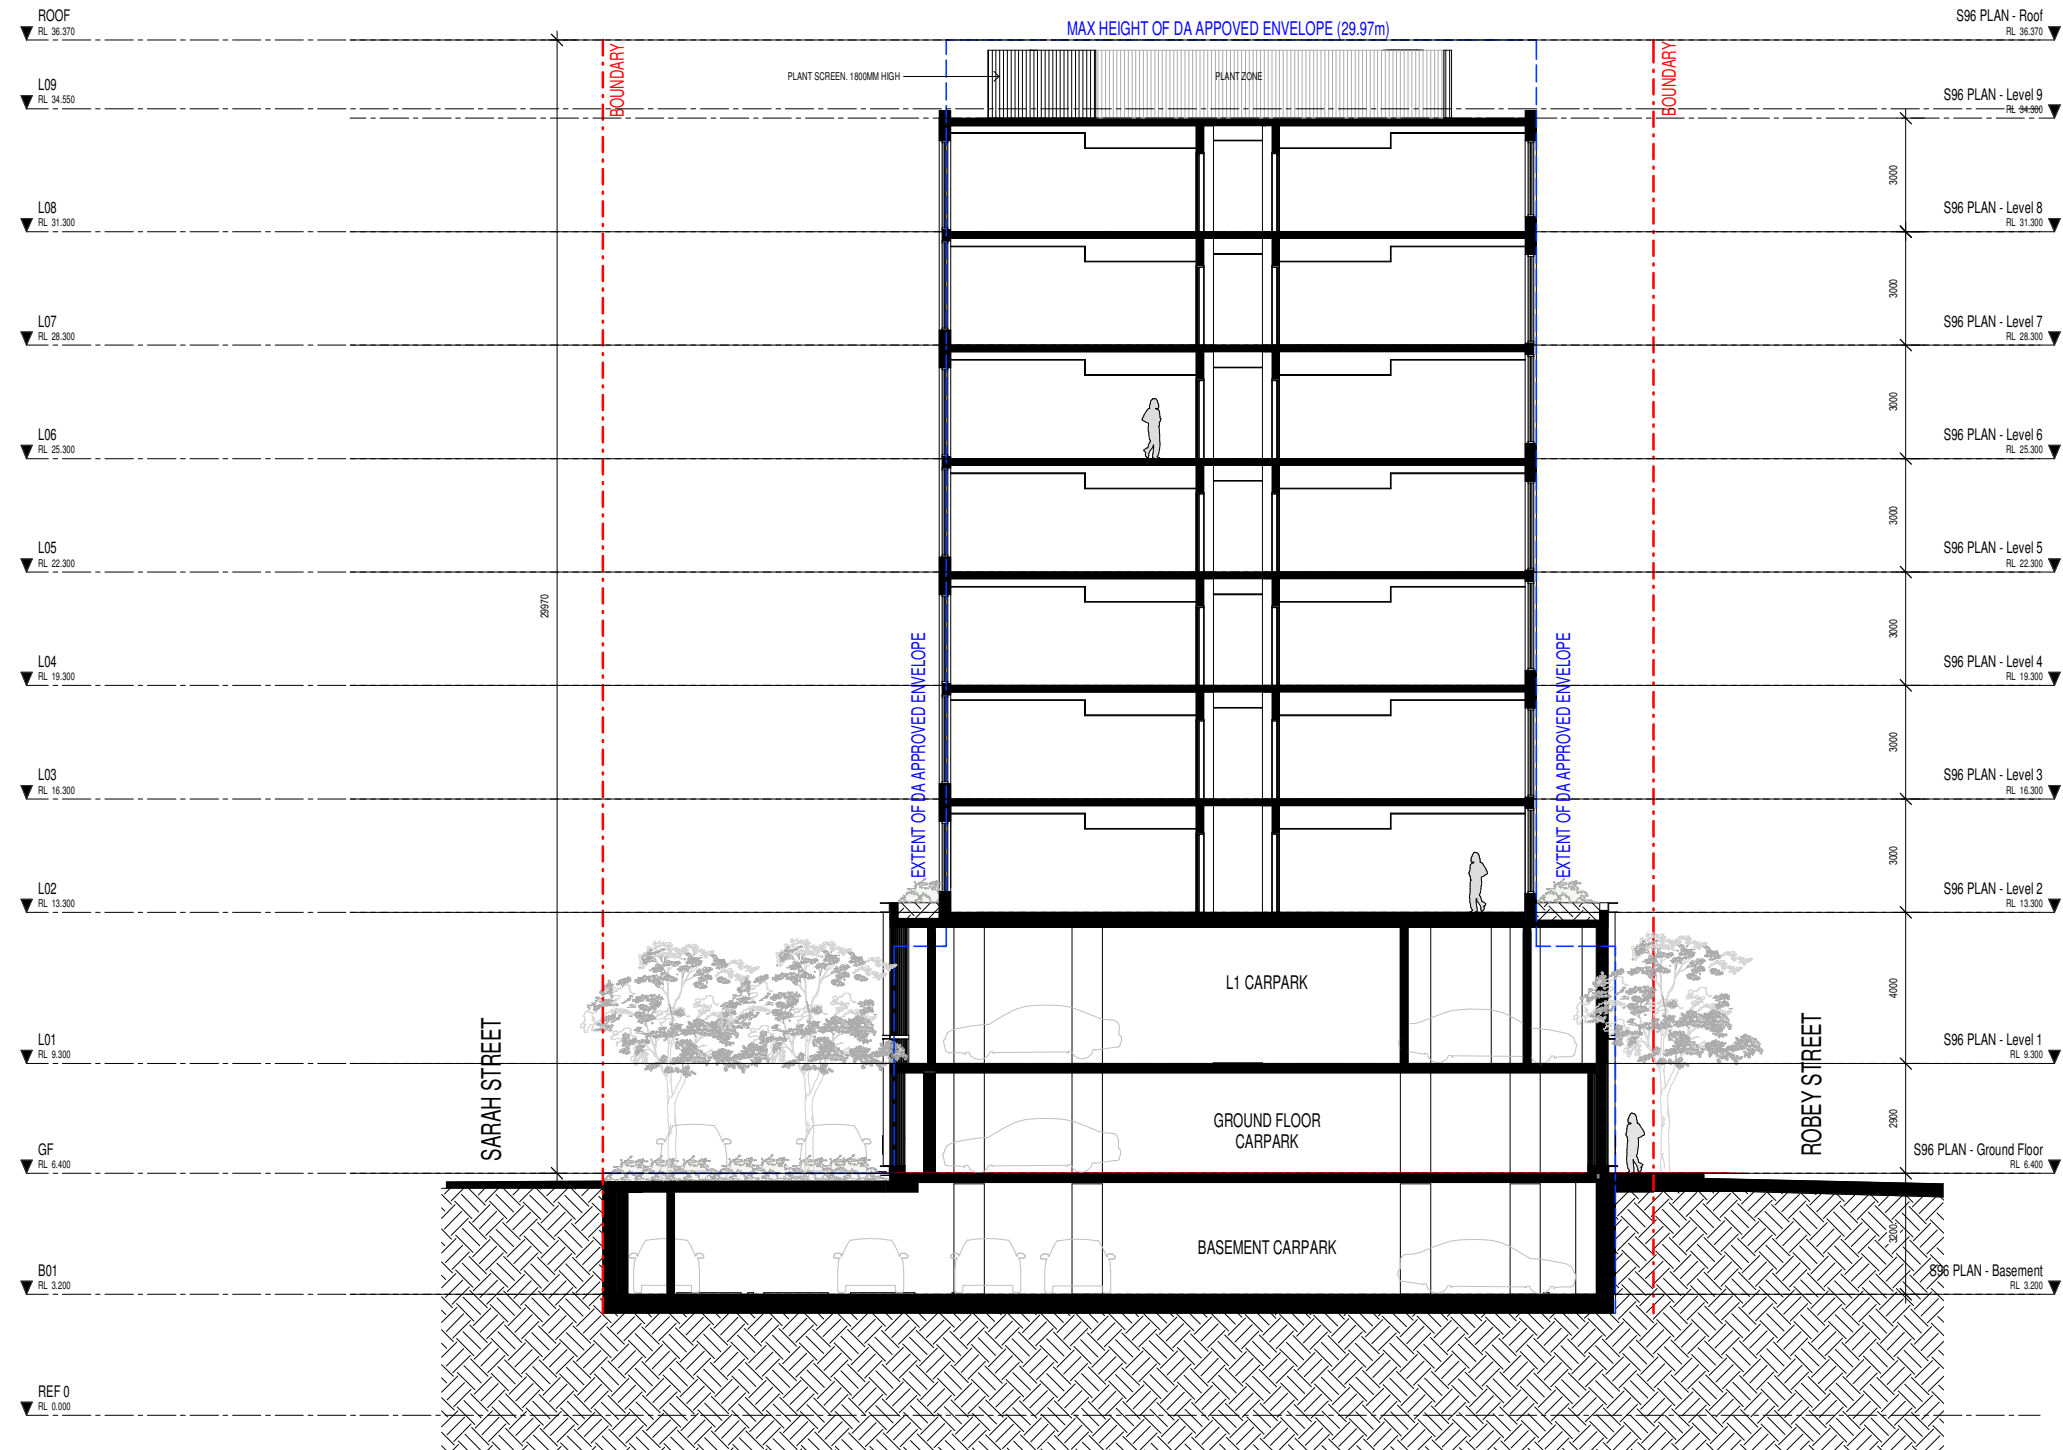 ROOF
RL 36.370
L09
RL 34.550
L08
RL 31.300
L07
RL 28.300
L06
RL 25.300
L05
RL 22.300
L04
RL 19.300
L03
RL 16.300
L02
RL 13.300
L01
RL 9.300
GF
RL 6.400
B01
RL 3.200
REF 0
RL 0.000
SARAH STREET
29970
BOUNDARY
MAX HEIGHT OF DA APPOVED ENVELOPE (29.97m)
PLANT SCREEN. 1800MM HIGH
PLANT ZONE
EXTENT OF DA APPROVED ENVELOPE
L1 CARPARK
GROUND FLOOR
CARPARK
BASEMENT CARPARK
EXTENT OF DA APPROVED ENVELOPE
BOUNDARY
ROBEY STREET
3000
3000
3000
3000
3000
3000
3000
4000
2900
3200
S96 PLAN - Roof
RL 36.370
S96 PLAN - Level 9
RL 34.300
S96 PLAN - Level 8
RL 31.300
S96 PLAN - Level 7
RL 28.300
S96 PLAN - Level 6
RL 25.300
S96 PLAN - Level 5
RL 22.300
S96 PLAN - Level 4
RL 19.300
S96 PLAN - Level 3
RL 16.300
S96 PLAN - Level 2
RL 13.300
S96 PLAN - Level 1
RL 9.300
S96 PLAN - Ground Floor
RL 6.400
S96 PLAN - Basement
RL 3.200